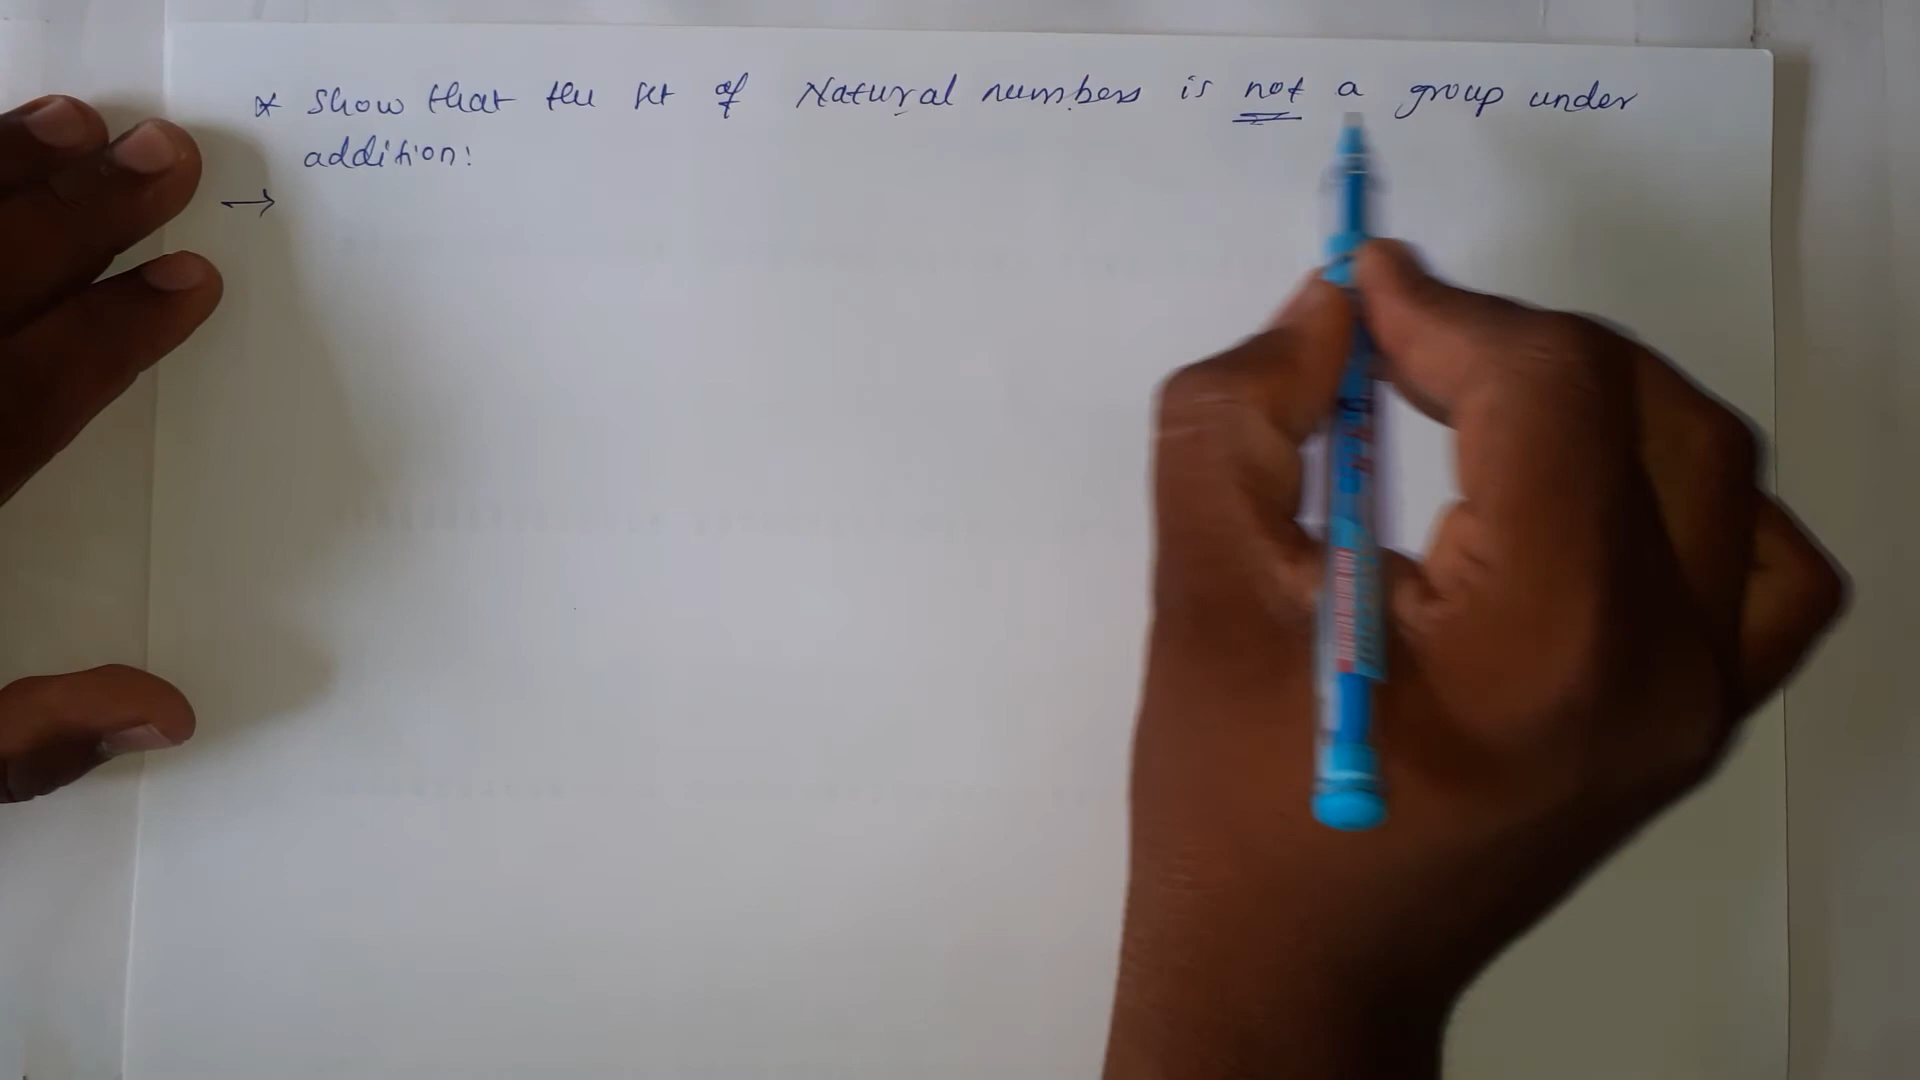 * Show that the set of Natural numbers is not a group under
addition:
→